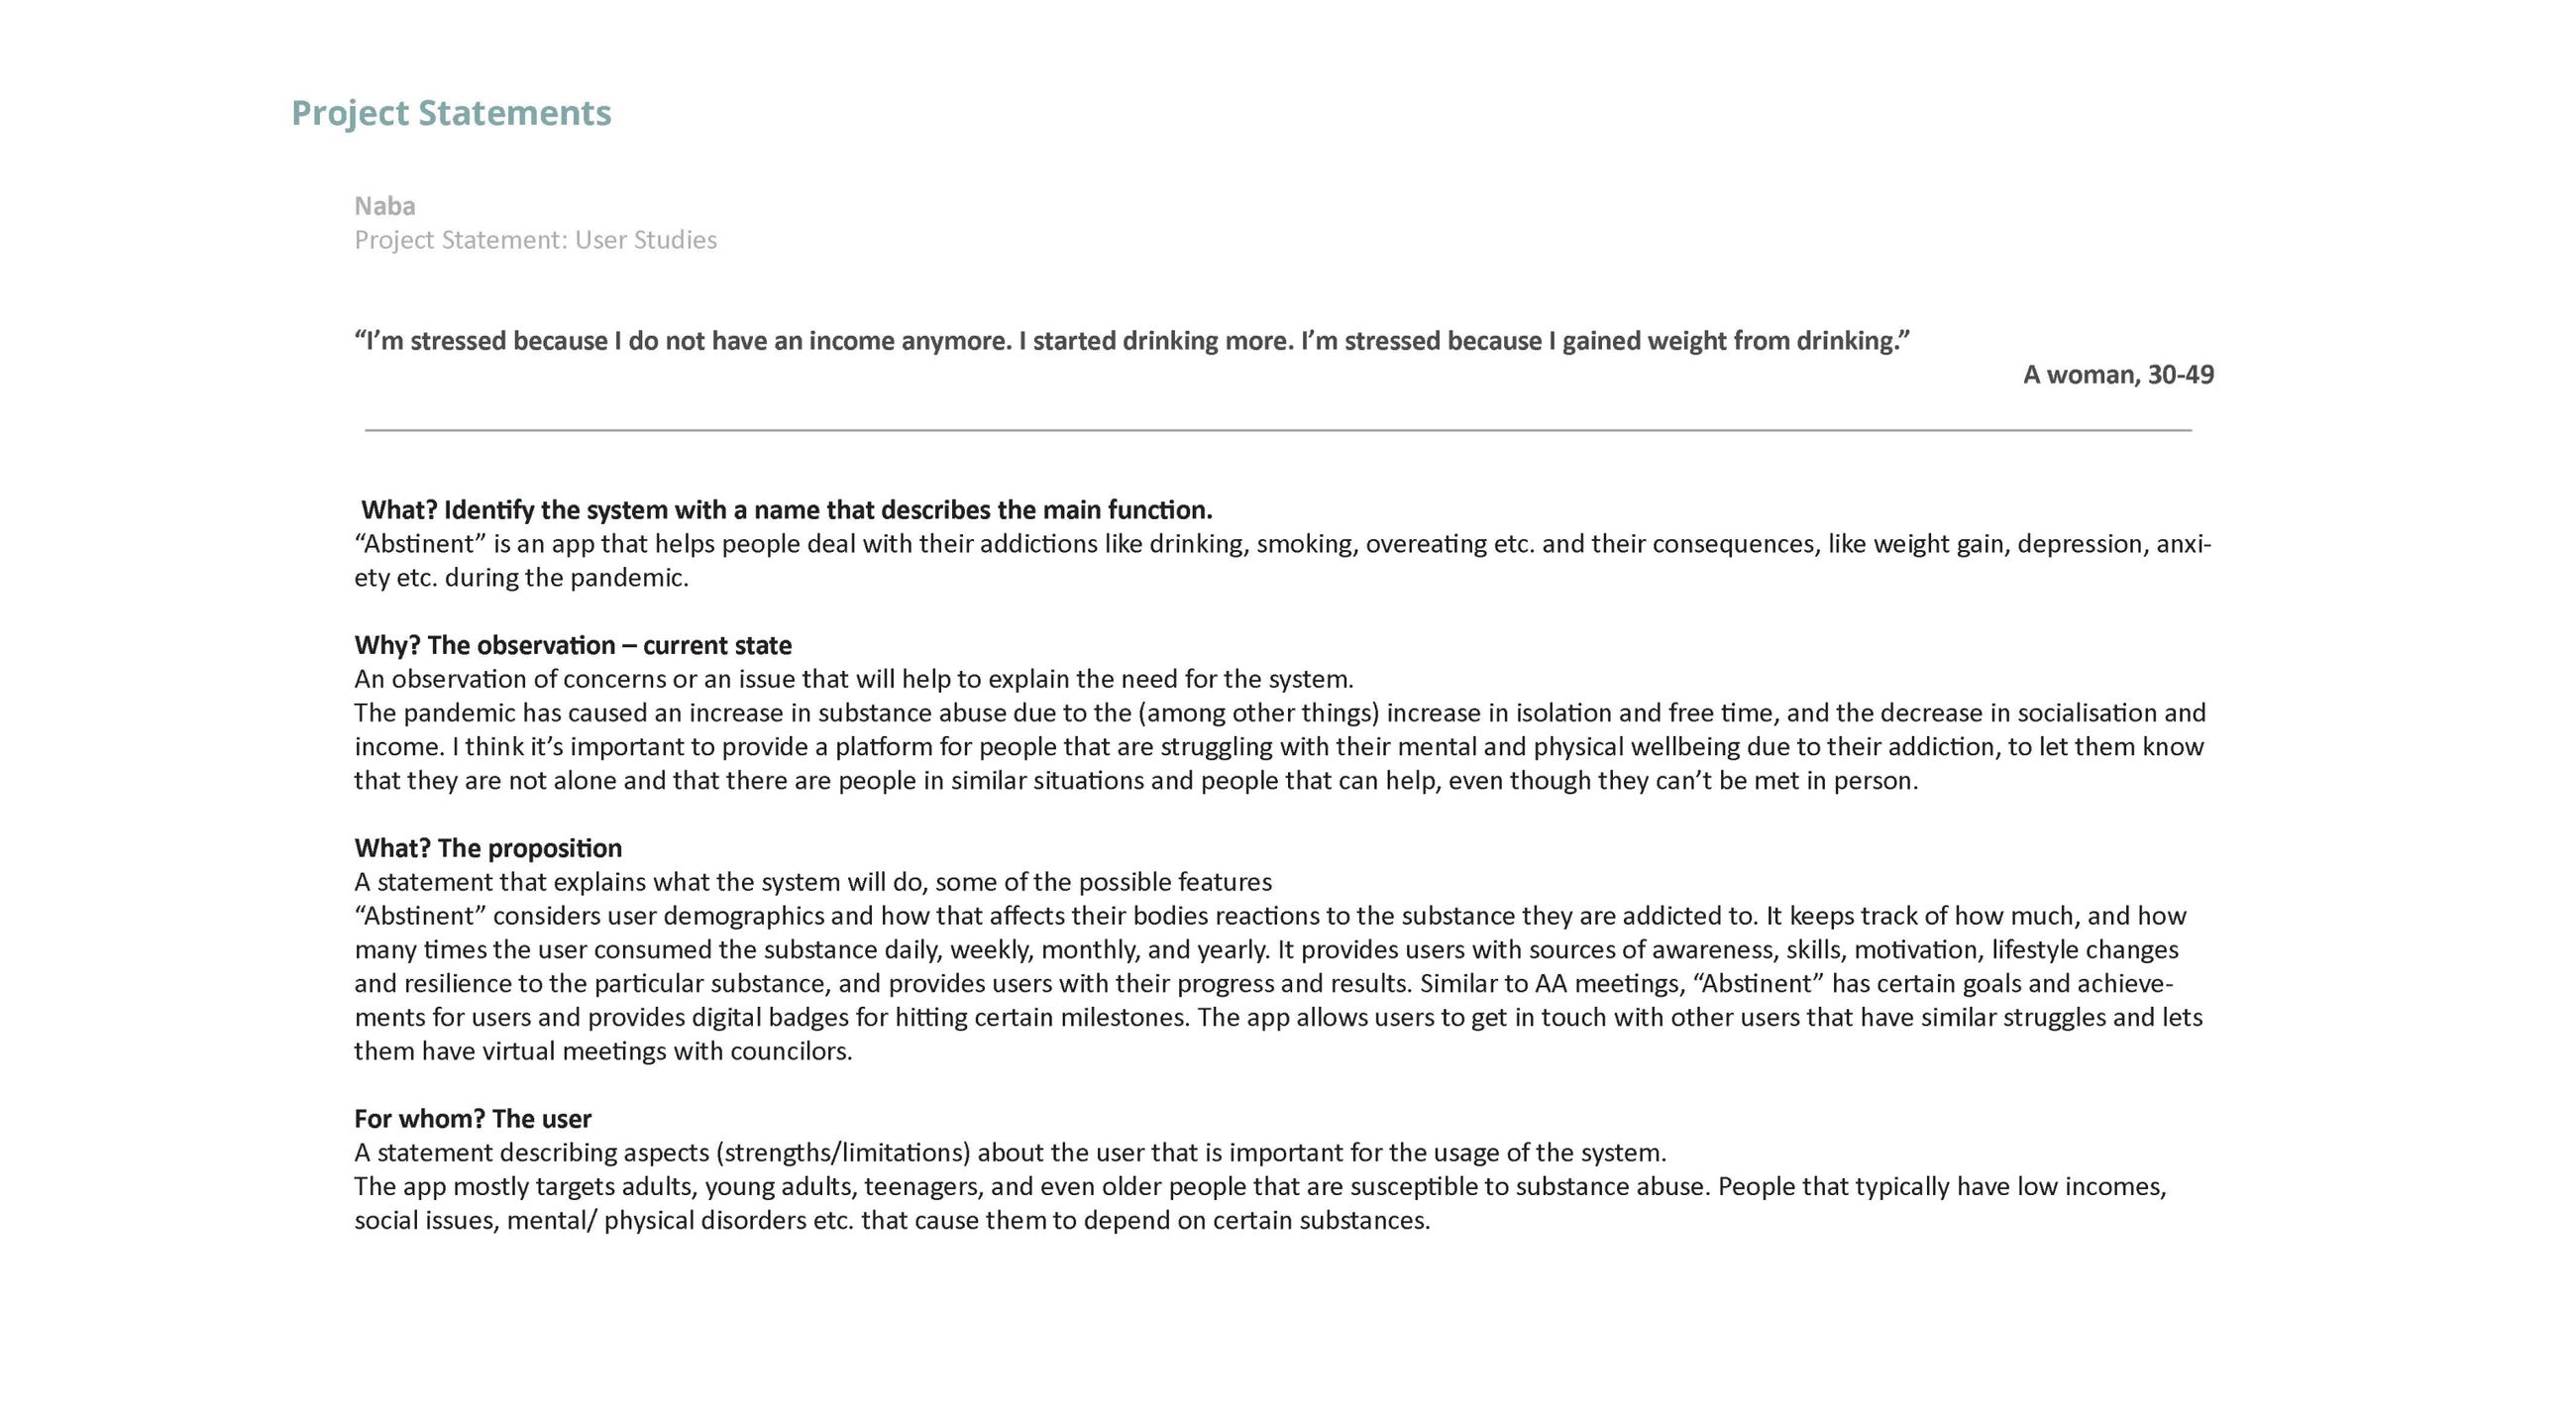 Project Statements
Naba
Project Statement: User Studies
“I’m stressed because I do not have an income anymore. I started drinking more. I’m stressed because I gained weight from drinking.”
A woman, 30-49
What? Identify the system with a name that describes the main function.
“Abstinent” is an app that helps people deal with their addictions like drinking, smoking, overeating etc. and their consequences, like weight gain, depression, anxi-
ety etc. during the pandemic.
Why? The observation – current state
An observation of concerns or an issue that will help to explain the need for the system.
The pandemic has caused an increase in substance abuse due to the (among other things) increase in isolation and free time, and the decrease in socialisation and
income. I think it’s important to provide a platform for people that are struggling with their mental and physical wellbeing due to their addiction, to let them know
that they are not alone and that there are people in similar situations and people that can help, even though they can’t be met in person.
What? The proposition
A statement that explains what the system will do, some of the possible features
“Abstinent” considers user demographics and how that affects their bodies reactions to the substance they are addicted to. It keeps track of how much, and how
many times the user consumed the substance daily, weekly, monthly, and yearly. It provides users with sources of awareness, skills, motivation, lifestyle changes
and resilience to the particular substance, and provides users with their progress and results. Similar to AA meetings, “Abstinent” has certain goals and achieve-
ments for users and provides digital badges for hitting certain milestones. The app allows users to get in touch with other users that have similar struggles and lets
them have virtual meetings with councilors.
For whom? The user
A statement describing aspects (strengths/limitations) about the user that is important for the usage of the system.
The app mostly targets adults, young adults, teenagers, and even older people that are susceptible to substance abuse. People that typically have low incomes,
social issues, mental/ physical disorders etc. that cause them to depend on certain substances.